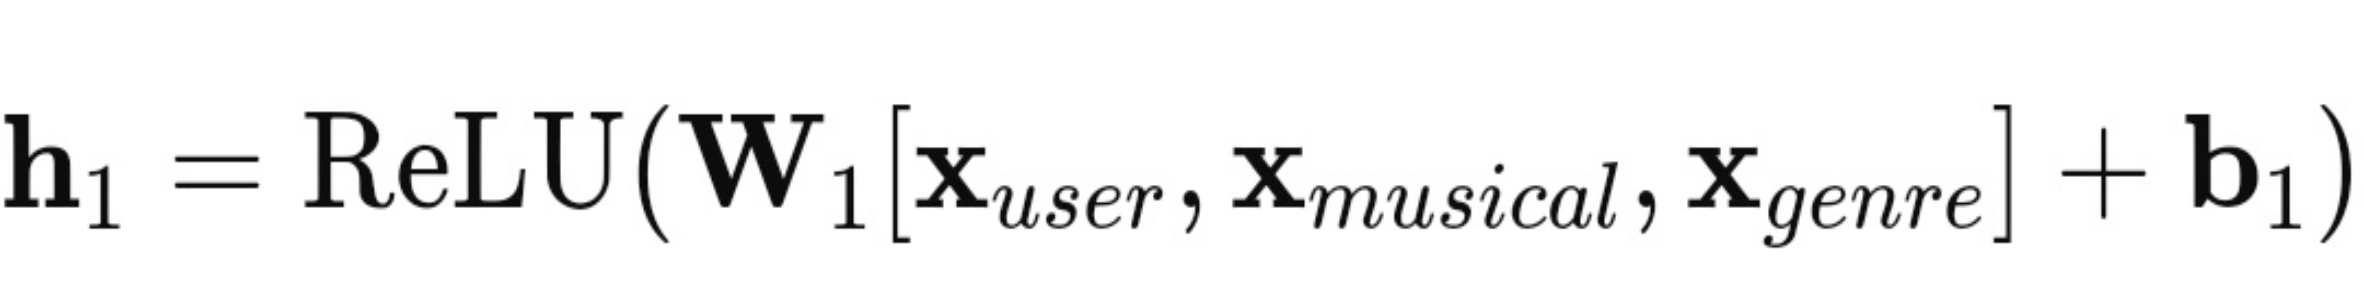 h₁ = ReLU(W₁[x_user, x_musical, x_genre] + b₁)